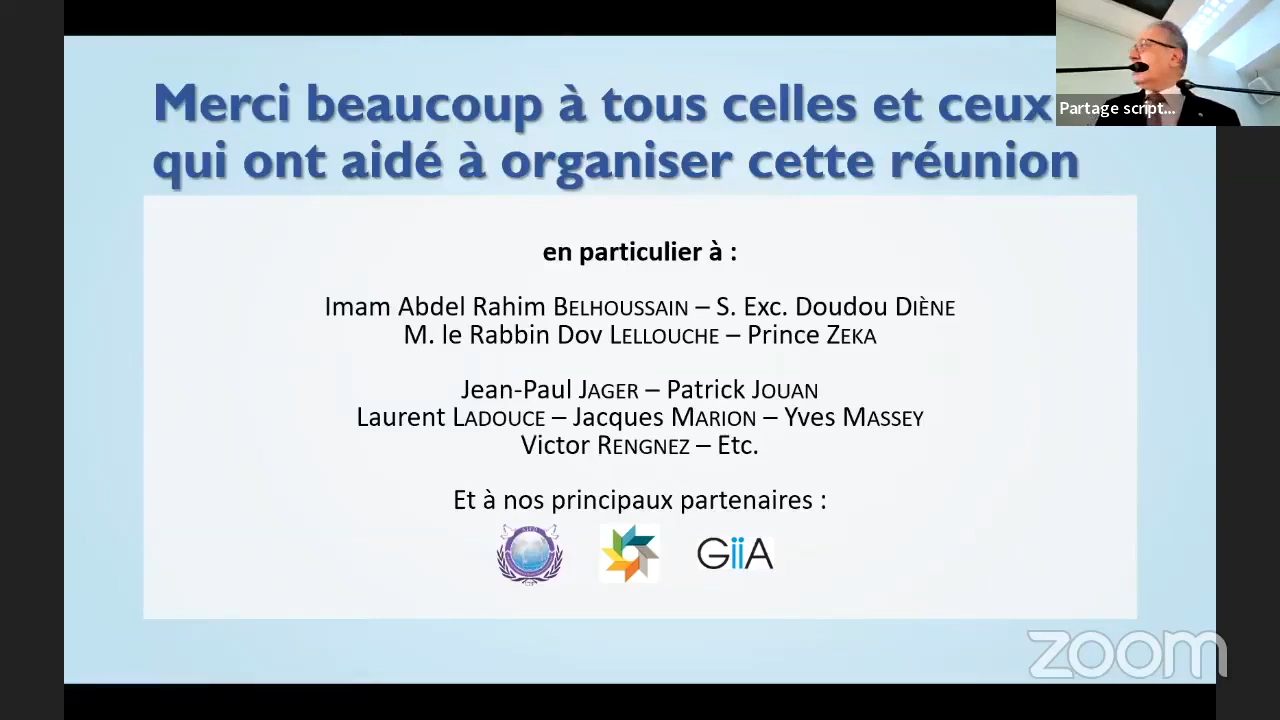 Merci beaucoup à tous celles et ceux
qui ont aidé à organiser cette réunion
Partage script...
en particulier à :
Imam Abdel Rahim BELHOUSSAIN – S. Exc. Doudou DIÈNE
M. le Rabbin Dov LELLOUCHE – Prince ZEKA
Jean-Paul JAGER – Patrick JOUAN
Laurent LADOUCE – Jacques MARION – Yves MASSEY
Victor RENGNEZ – Etc.
Et à nos principaux partenaires :
GiiA
zoom